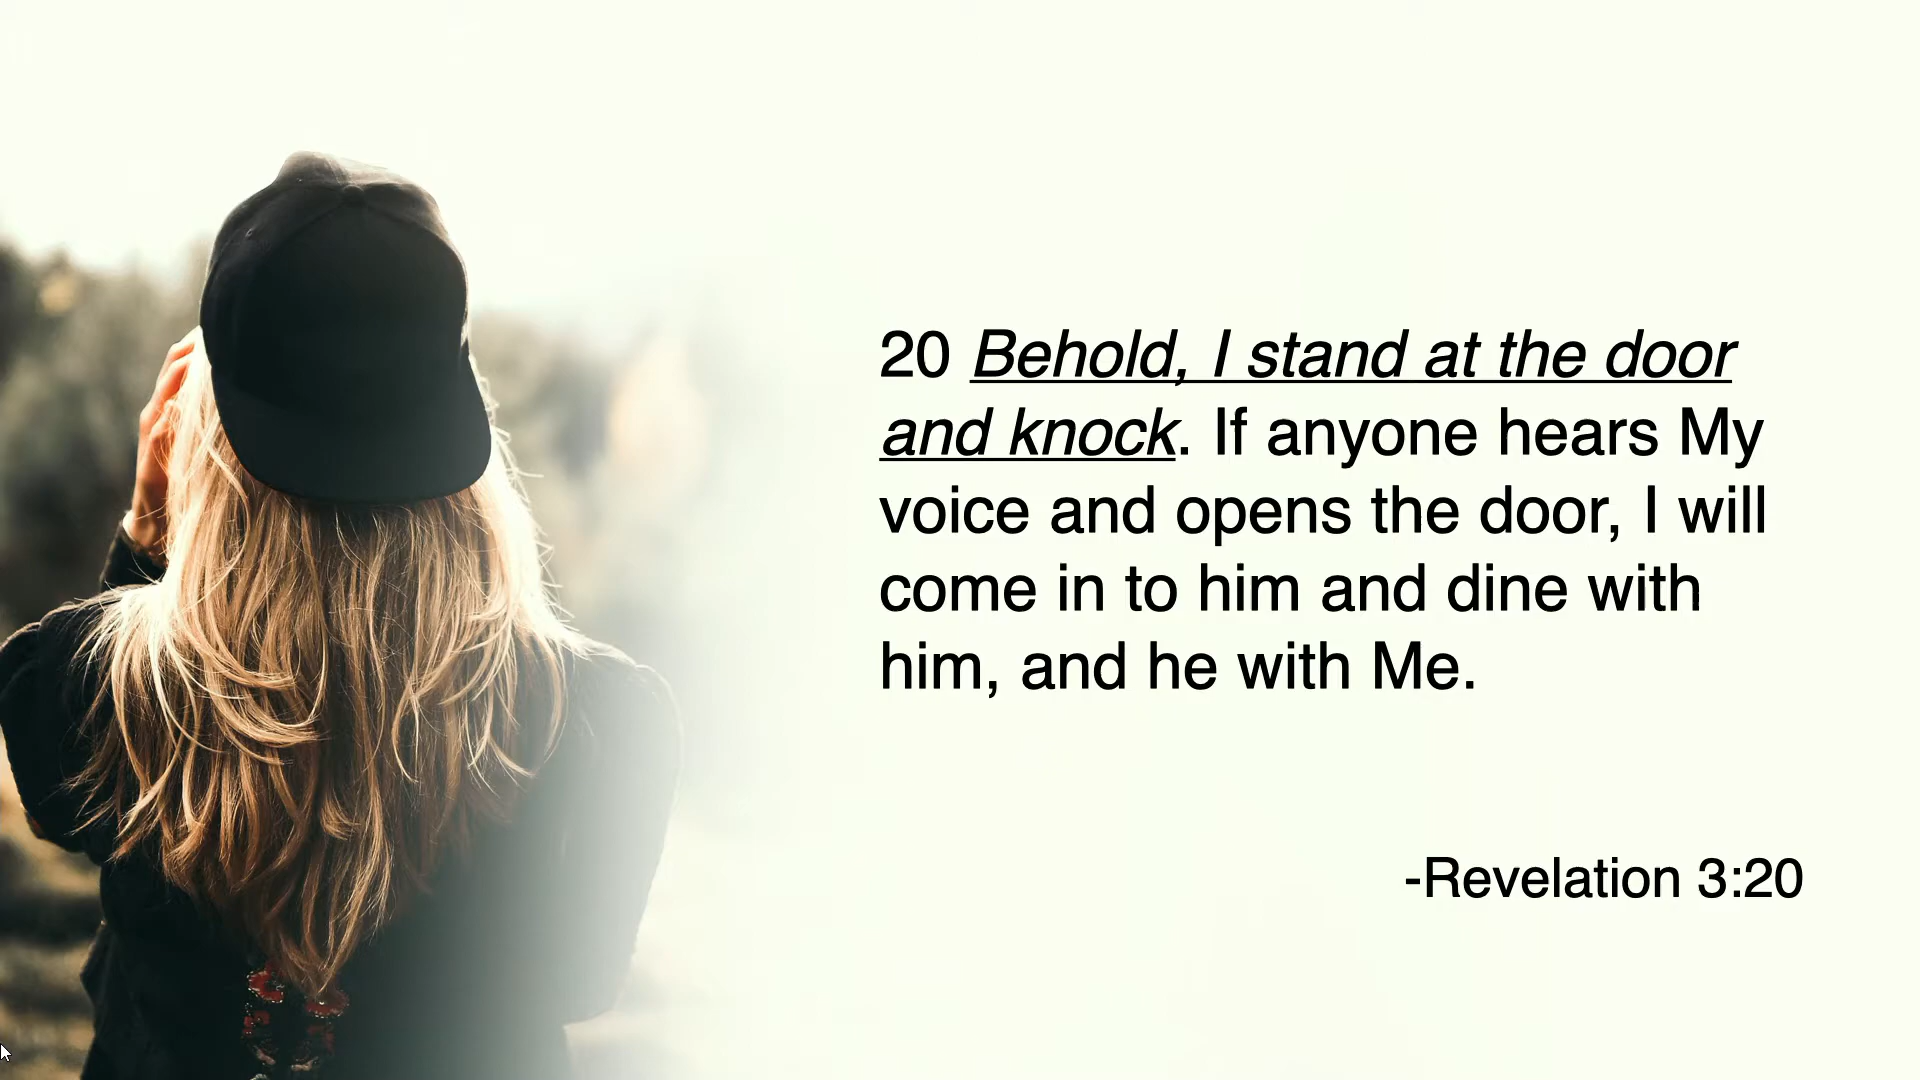 20 Behold, I stand at the door
and knock. If anyone hears My
voice and opens the door, I will
come in to him and dine with
him, and he with Me.
-Revelation 3:20